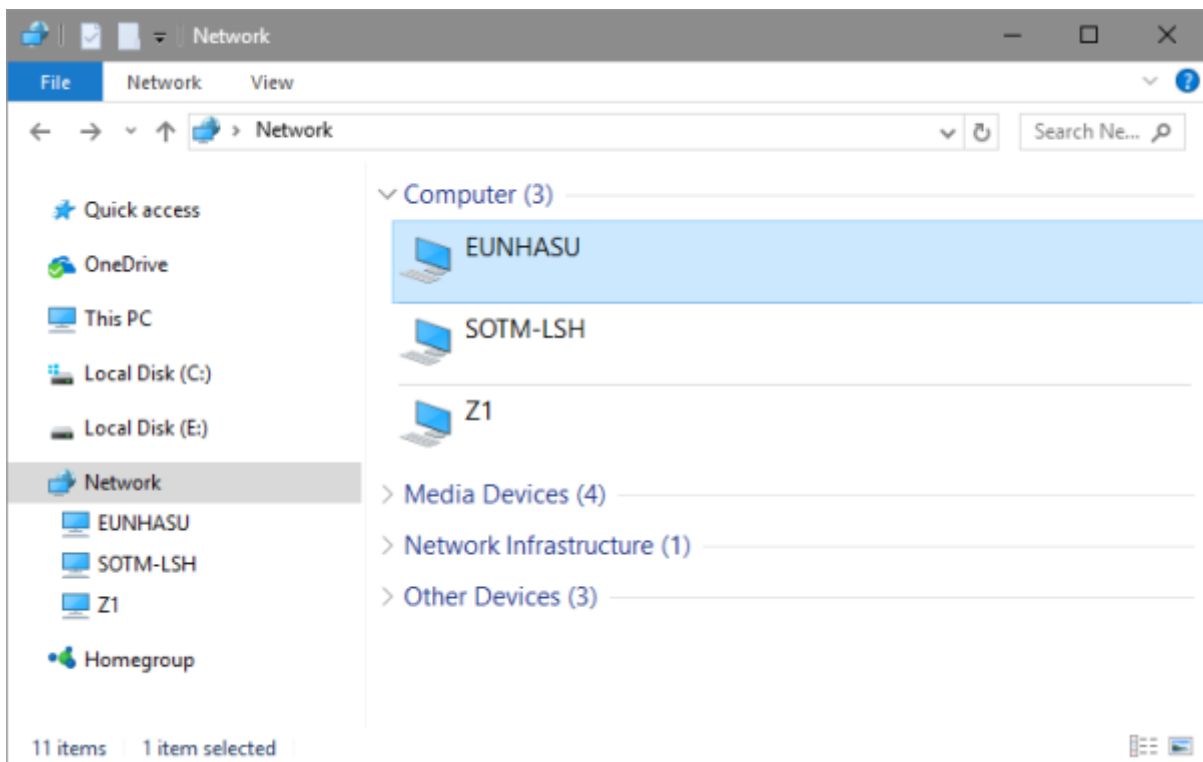 Network
File Network View
Network Search Ne...
Quick access
OneDrive
This PC
Local Disk (C:)
Local Disk (E:)
Network
EUNHASU
SOTM-LSH
Z1
Homegroup
Computer (3)
EUNHASU
SOTM-LSH
Z1
Media Devices (4)
Network Infrastructure (1)
Other Devices (3)
11 items 1 item selected